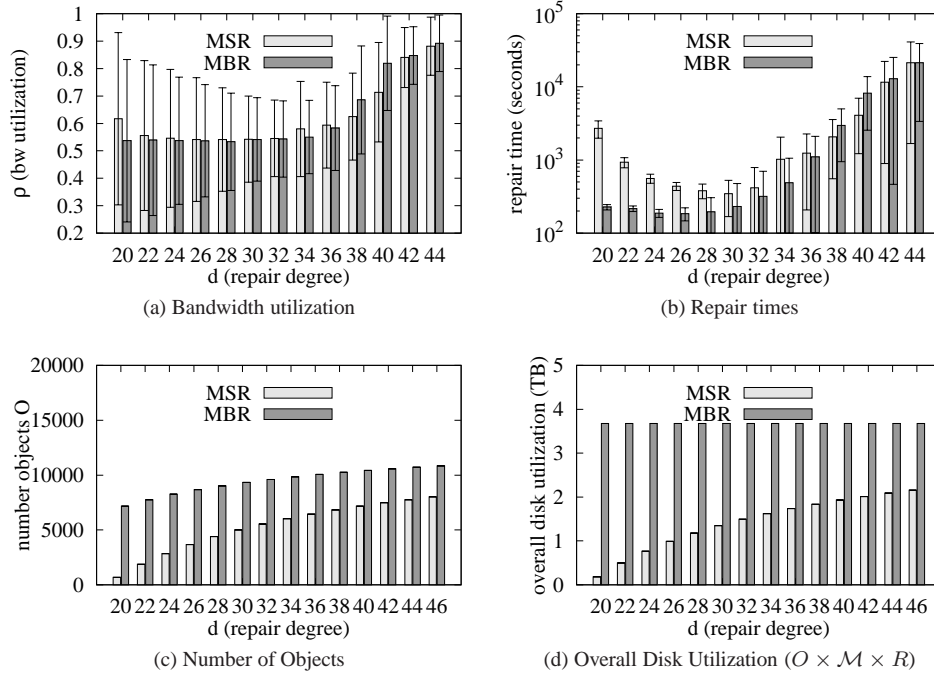 ρ (bw utilization)
1
0.9
0.8
0.7
0.6
0.5
0.4
0.3
0.2
MSR
MBR
20 22 24 26 28 30 32 34 36 38 40 42 44
d (repair degree)
(a) Bandwidth utilization
repair time (seconds)
10^5
10^4
10^3
10^2
MSR
MBR
20 22 24 26 28 30 32 34 36 38 40 42 44
d (repair degree)
(b) Repair times
number objects O
20000
15000
10000
5000
0
MSR
MBR
20 22 24 26 28 30 32 34 36 38 40 42 44 46
d (repair degree)
(c) Number of Objects
overall disk utilization (TB)
5
4
3
2
1
0
MSR
MBR
20 22 24 26 28 30 32 34 36 38 40 42 44 46
d (repair degree)
(d) Overall Disk Utilization (O × M × R)